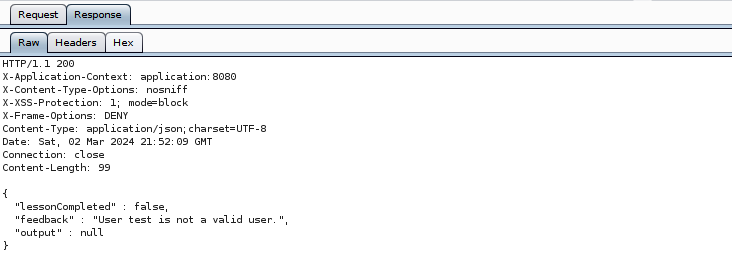 Request Response
Raw Headers Hex
HTTP/1.1 200
X-Application-Context: application:8080
X-Content-Type-Options: nosniff
X-XSS-Protection: 1; mode=block
X-Frame-Options: DENY
Content-Type: application/json;charset=UTF-8
Date: Sat, 02 Mar 2024 21:52:09 GMT
Connection: close
Content-Length: 99

{
  "lessonCompleted" : false,
  "feedback" : "User test is not a valid user.",
  "output" : null
}